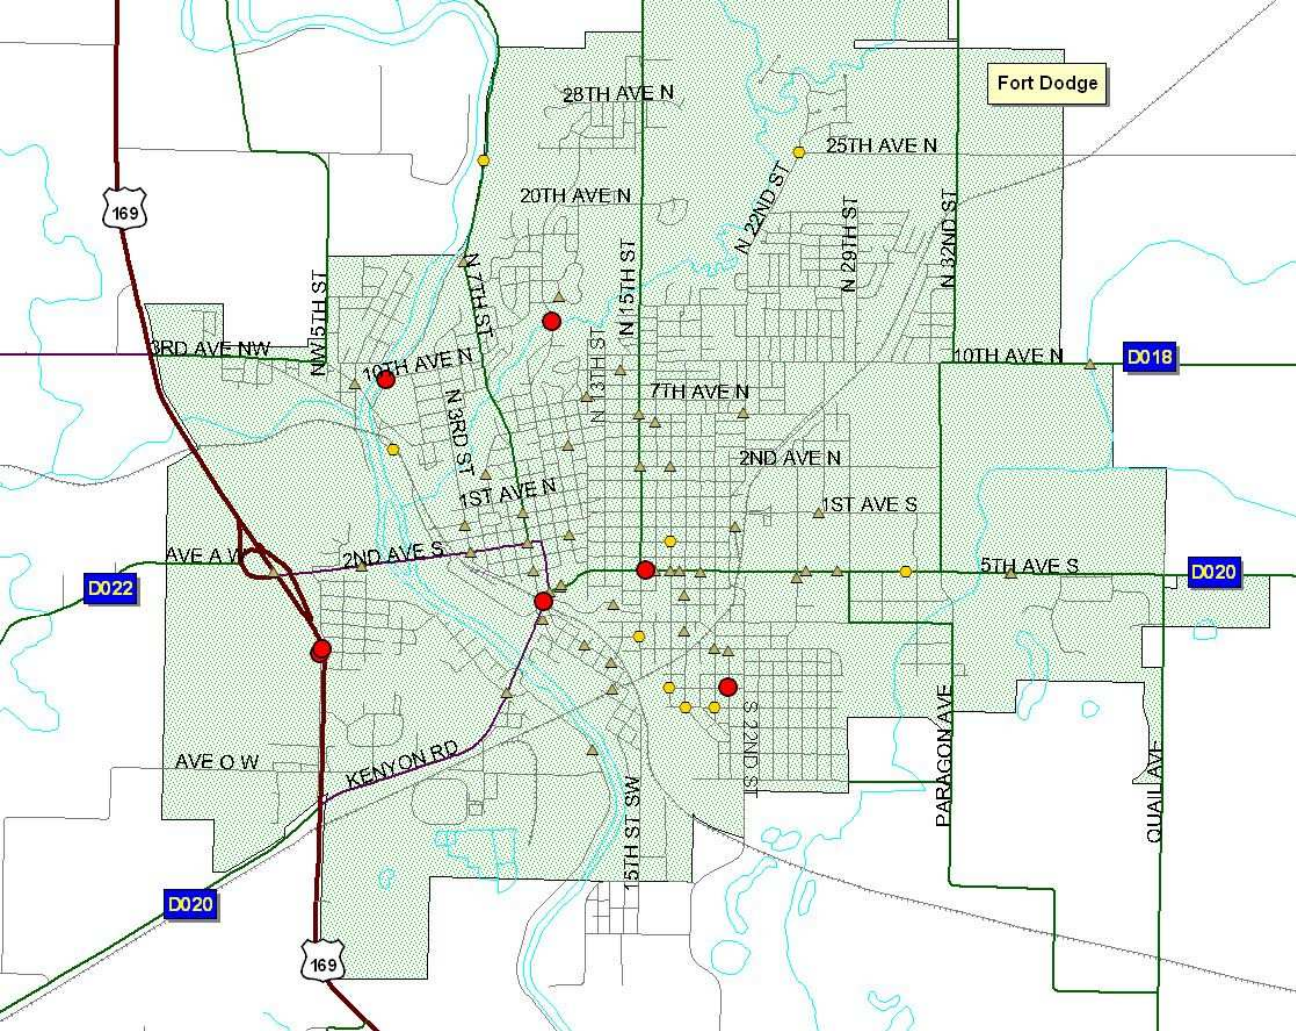 Fort Dodge
28TH AVE N
25TH AVE N
20TH AVE N
169
N 22ND ST
N 29TH ST
N 32ND ST
N 15TH ST
N 7TH ST
NW 5TH ST
3RD AVE NW
10TH AVE N
10TH AVE N
D018
N 13TH ST
7TH AVE N
N 3RD ST
2ND AVE N
1ST AVE N
1ST AVE S
AVE A W
2ND AVE S
5TH AVE S
D020
D022
S 22ND ST
PARAGON AVE
QUAIL AVE
AVE O W
KENYON RD
15TH ST SW
D020
169